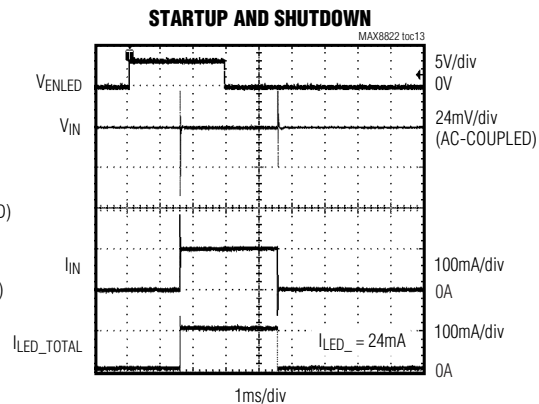 STARTUP AND SHUTDOWN
MAX8822 toc13
VENLED
5V/div
0V
VIN
24mV/div
(AC-COUPLED)
D)
IIN
100mA/div
)
0A
ILED_TOTAL
ILED_ = 24mA
100mA/div
0A
1ms/div